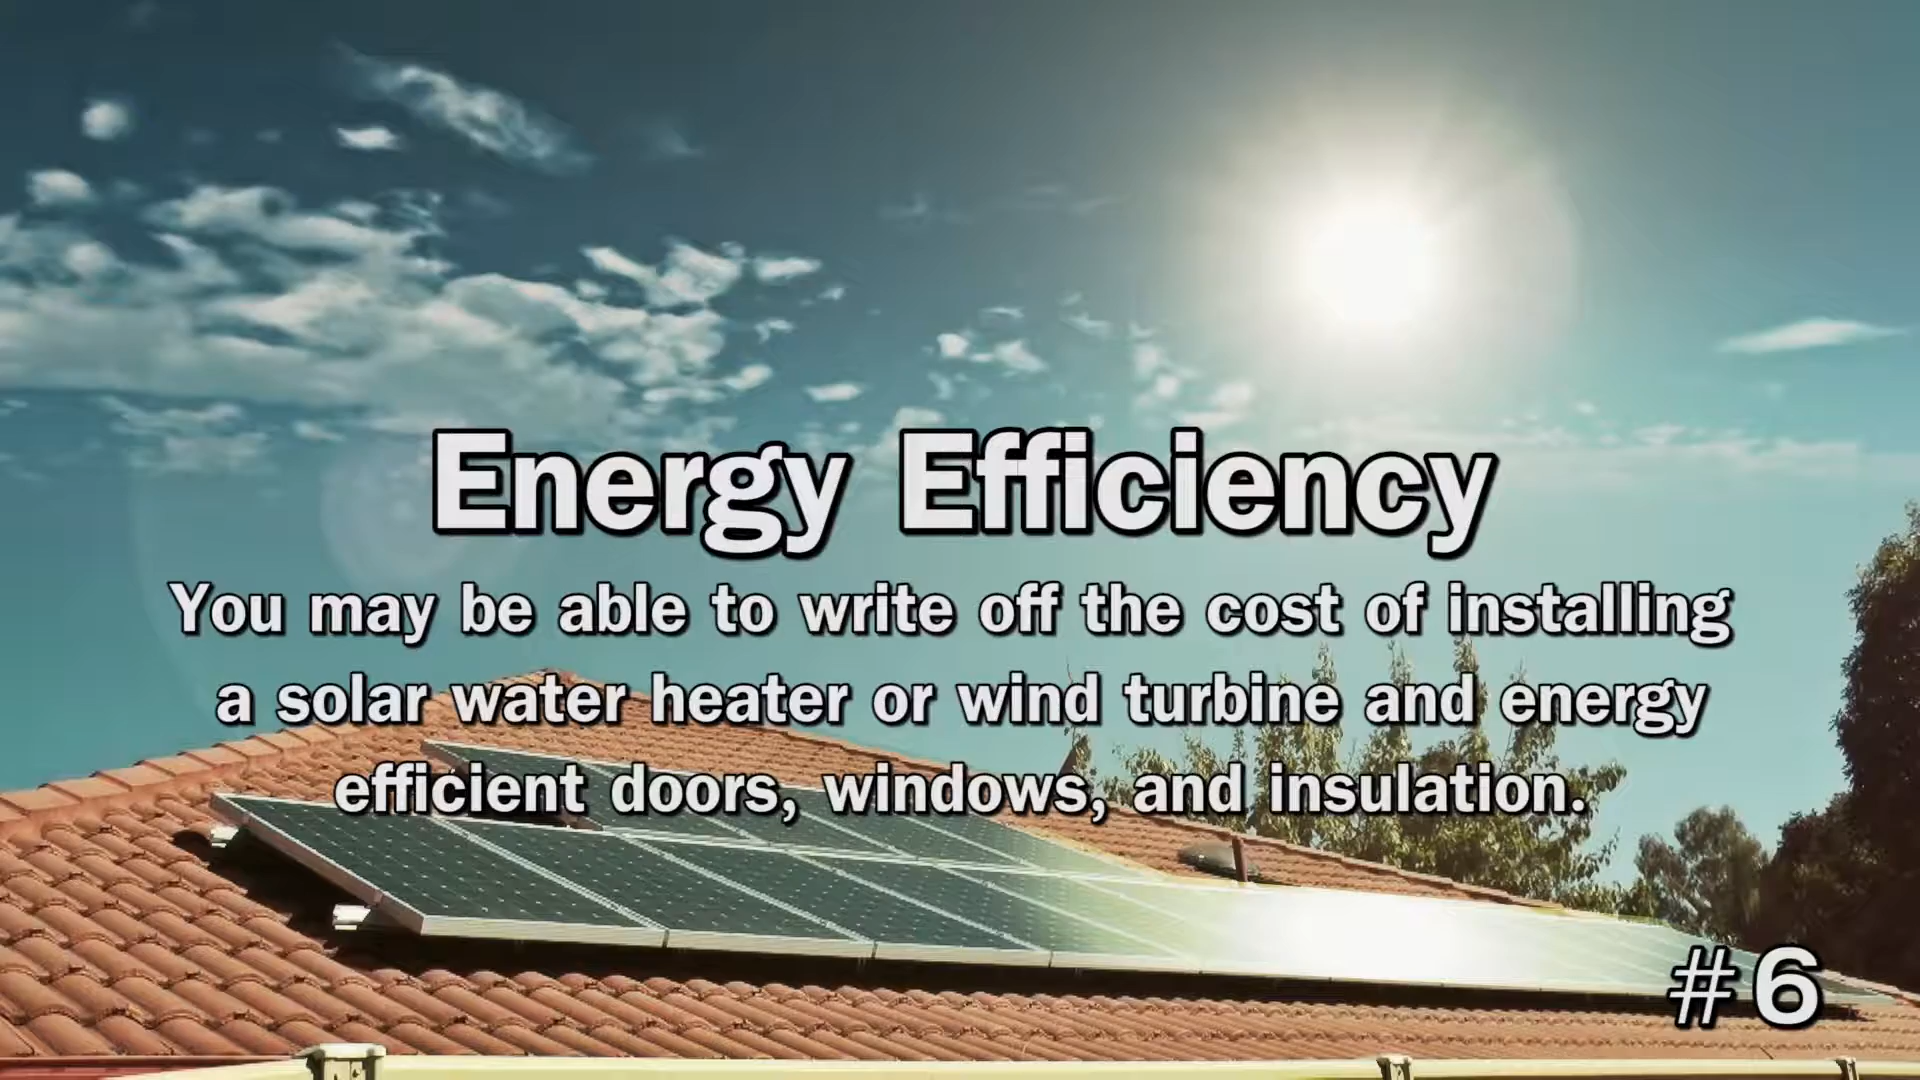 Energy Efficiency
You may be able to write off the cost of installing
a solar water heater or wind turbine and energy
efficient doors, windows, and insulation.
#6